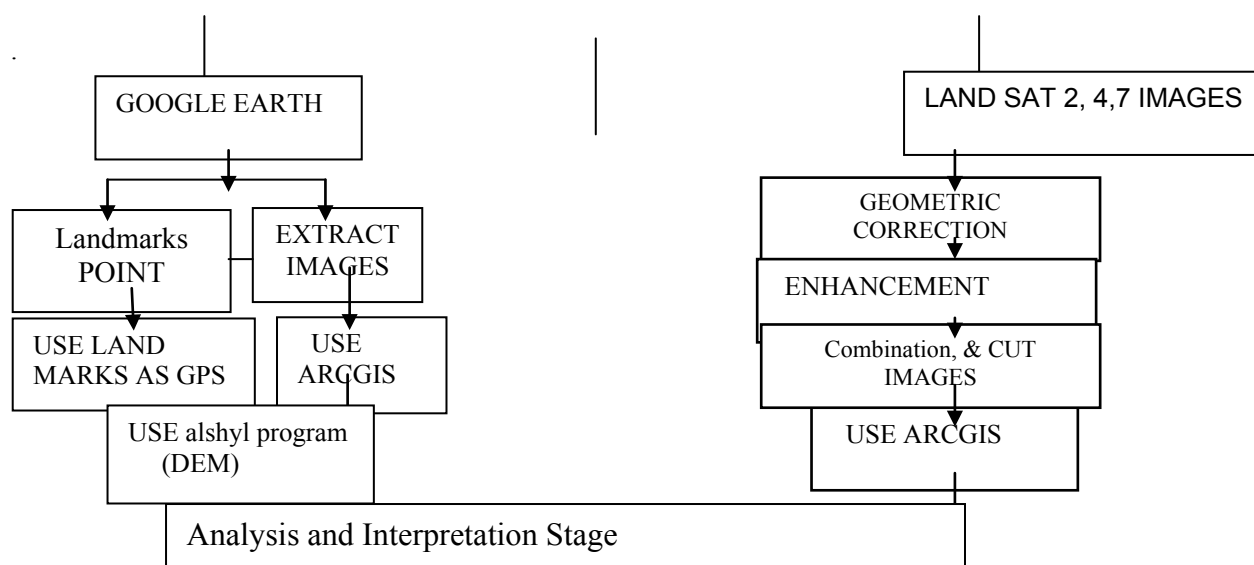 GOOGLE EARTH
LAND SAT 2, 4,7 IMAGES
Landmarks
POINT
EXTRACT
IMAGES
GEOMETRIC
CORRECTION
ENHANCEMENT
USE LAND
MARKS AS GPS
USE
ARCGIS
Combination, & CUT
IMAGES
USE alshyl program
(DEM)
USE ARCGIS
Analysis and Interpretation Stage